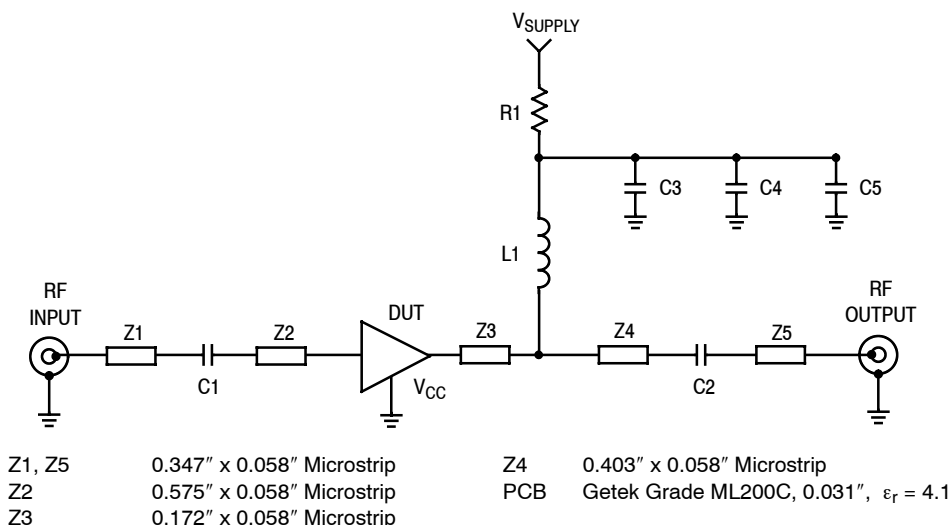 VSUPPLY
R1
C3
C4
C5
L1
RF
INPUT
Z1
C1
Z2
DUT
VCC
Z3
Z4
C2
Z5
RF
OUTPUT
Z1, Z5 0.347″ x 0.058″ Microstrip
Z2 0.575″ x 0.058″ Microstrip
Z3 0.172″ x 0.058″ Microstrip
Z4 0.403″ x 0.058″ Microstrip
PCB Getek Grade ML200C, 0.031″, εr = 4.1